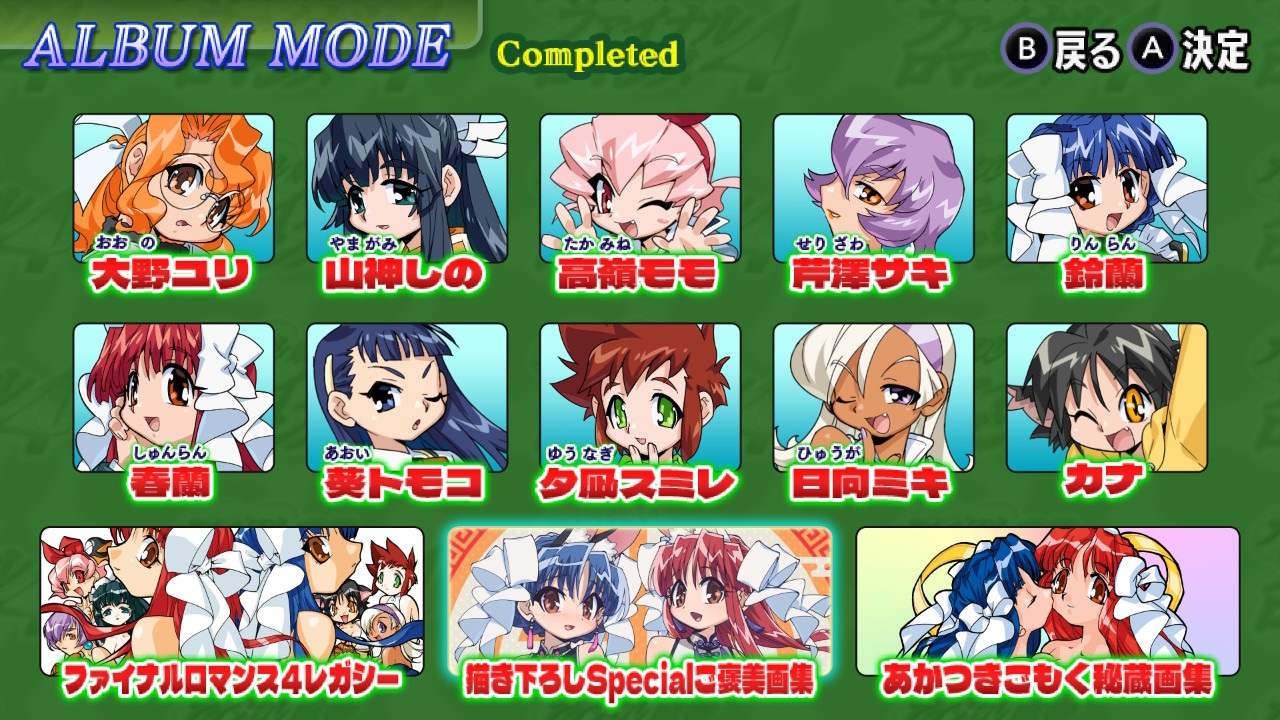 ALBUM MODE
Completed
B 戻る A 決定
おおの
大野ユリ
やまがみ
山神しの
たかみね
高嶺モモ
せりざわ
芹澤サキ
りんらん
鈴蘭
しゅんらん
春蘭
あおい
葵トモコ
ゆうなぎ
夕凪スミレ
ひゅうが
日向ミキ
カナ
ファイナルロマンス4レガシー
描き下ろしSpecialご褒美画集
あかつきごもく秘蔵画集